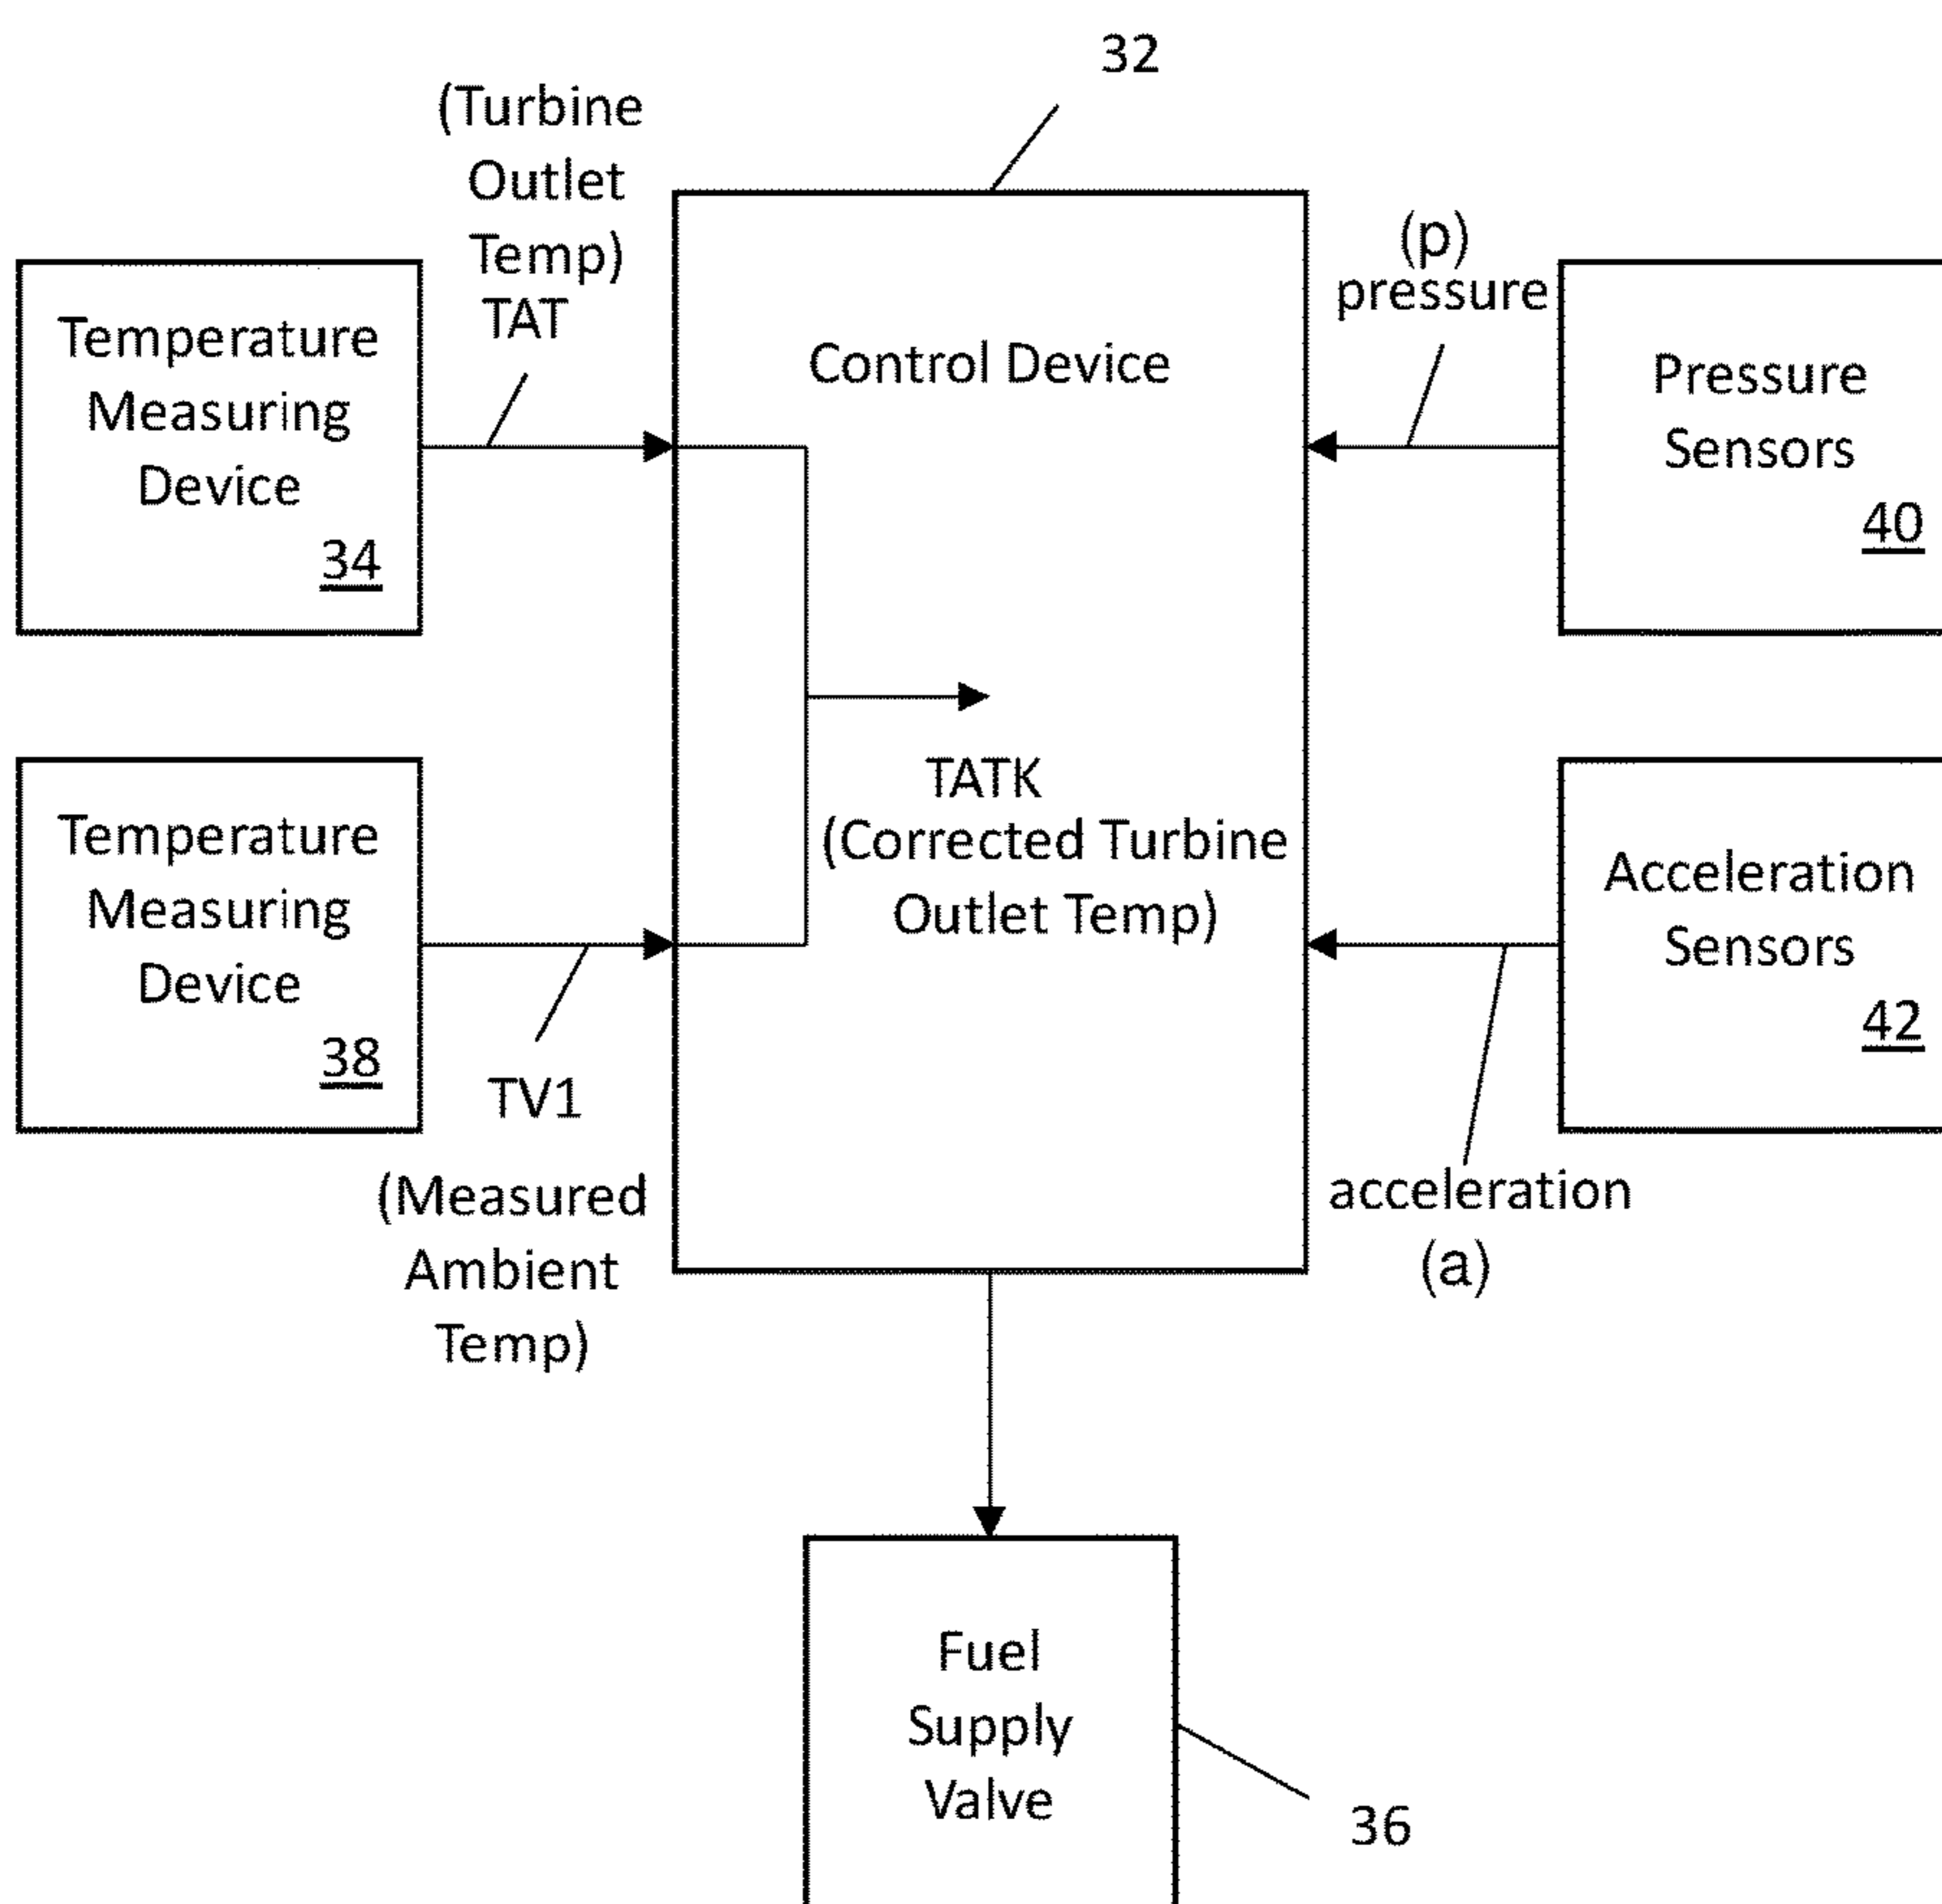 32
(Turbine
Outlet
Temp)
TAT
Temperature
Measuring
Device
34
Control Device
(p)
pressure
Pressure
Sensors
40
TATK
(Corrected Turbine
Outlet Temp)
Temperature
Measuring
Device
38
TV1
(Measured
Ambient
Temp)
Acceleration
Sensors
42
acceleration
(a)
Fuel
Supply
Valve
36